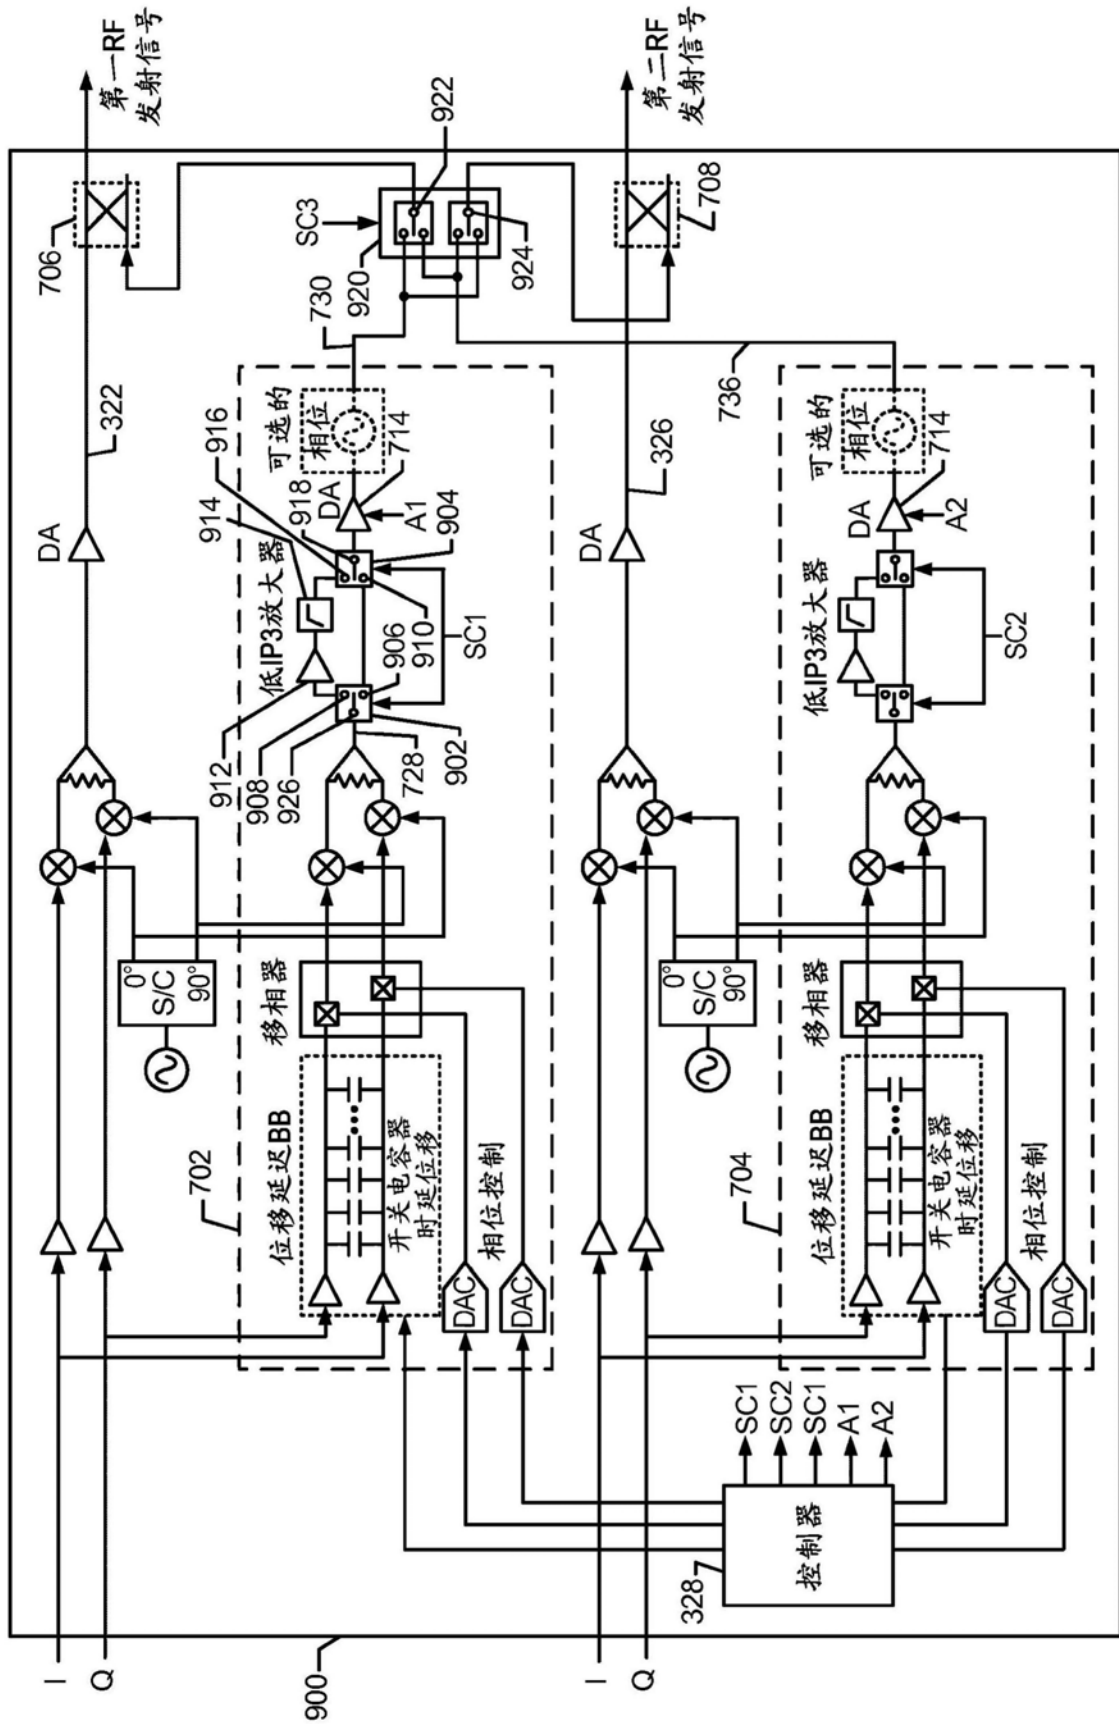 第一RF
发射信号
706
322
DA
922
SC3
920
730
924
第二RF
发射信号
708
可选的
相位
916
914
918
DA
714
A1
904
低IP3放大器
906
910
SC1
912
908
926
728
902
0°
S/C
90°
移相器
位移延迟BB
开关电容器
时延位移
702
DAC
DAC
相位控制
I
Q
900
736
326
DA
可选的
相位
DA
714
A2
低IP3放大器
SC2
0°
S/C
90°
移相器
位移延迟BB
开关电容器
时延位移
704
DAC
DAC
相位控制
SC1
SC2
SC1
A1
A2
控制器
328
I
Q